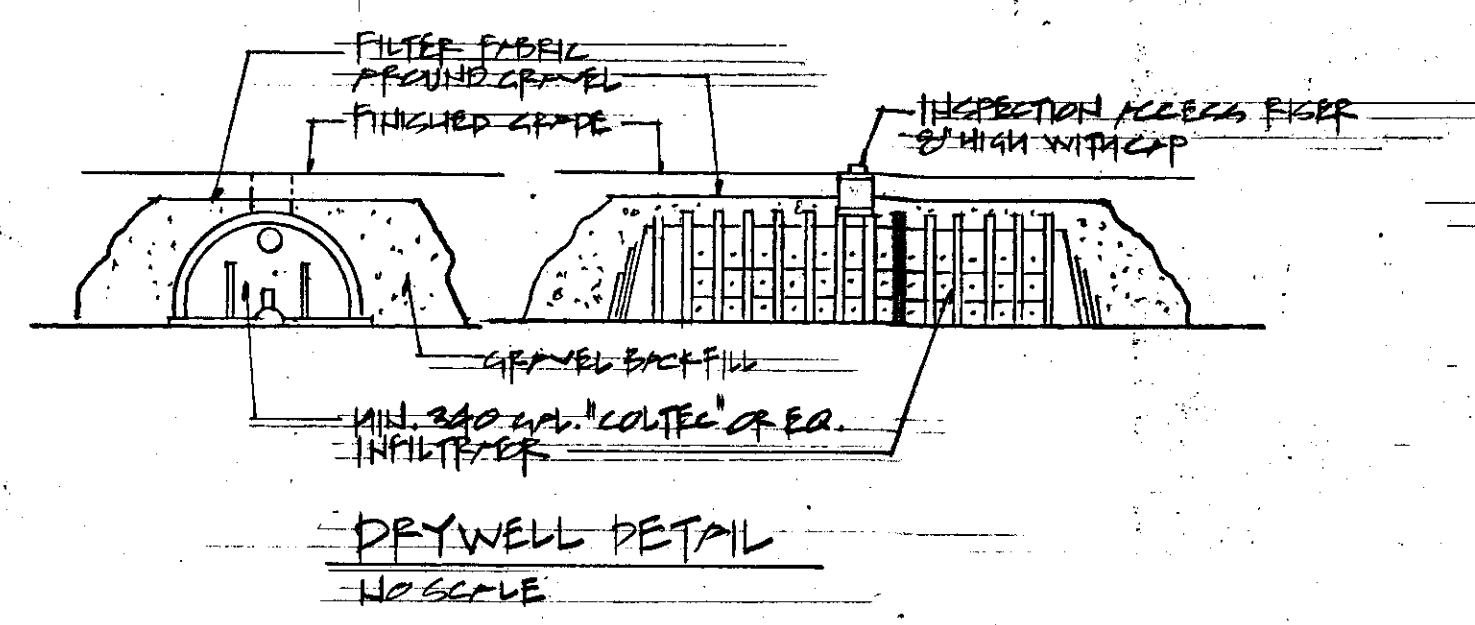 FILTER FABRIC
AROUND GRAVEL
FINISHED GRADE
INSPECTION ACCESS RISER
8" HIGH WITH CAP
GRAVEL BACKFILL
MIN. 340 GAL. "COLTEC" OR EQ.
INFILTRATOR
DRYWELL DETAIL
NO SCALE